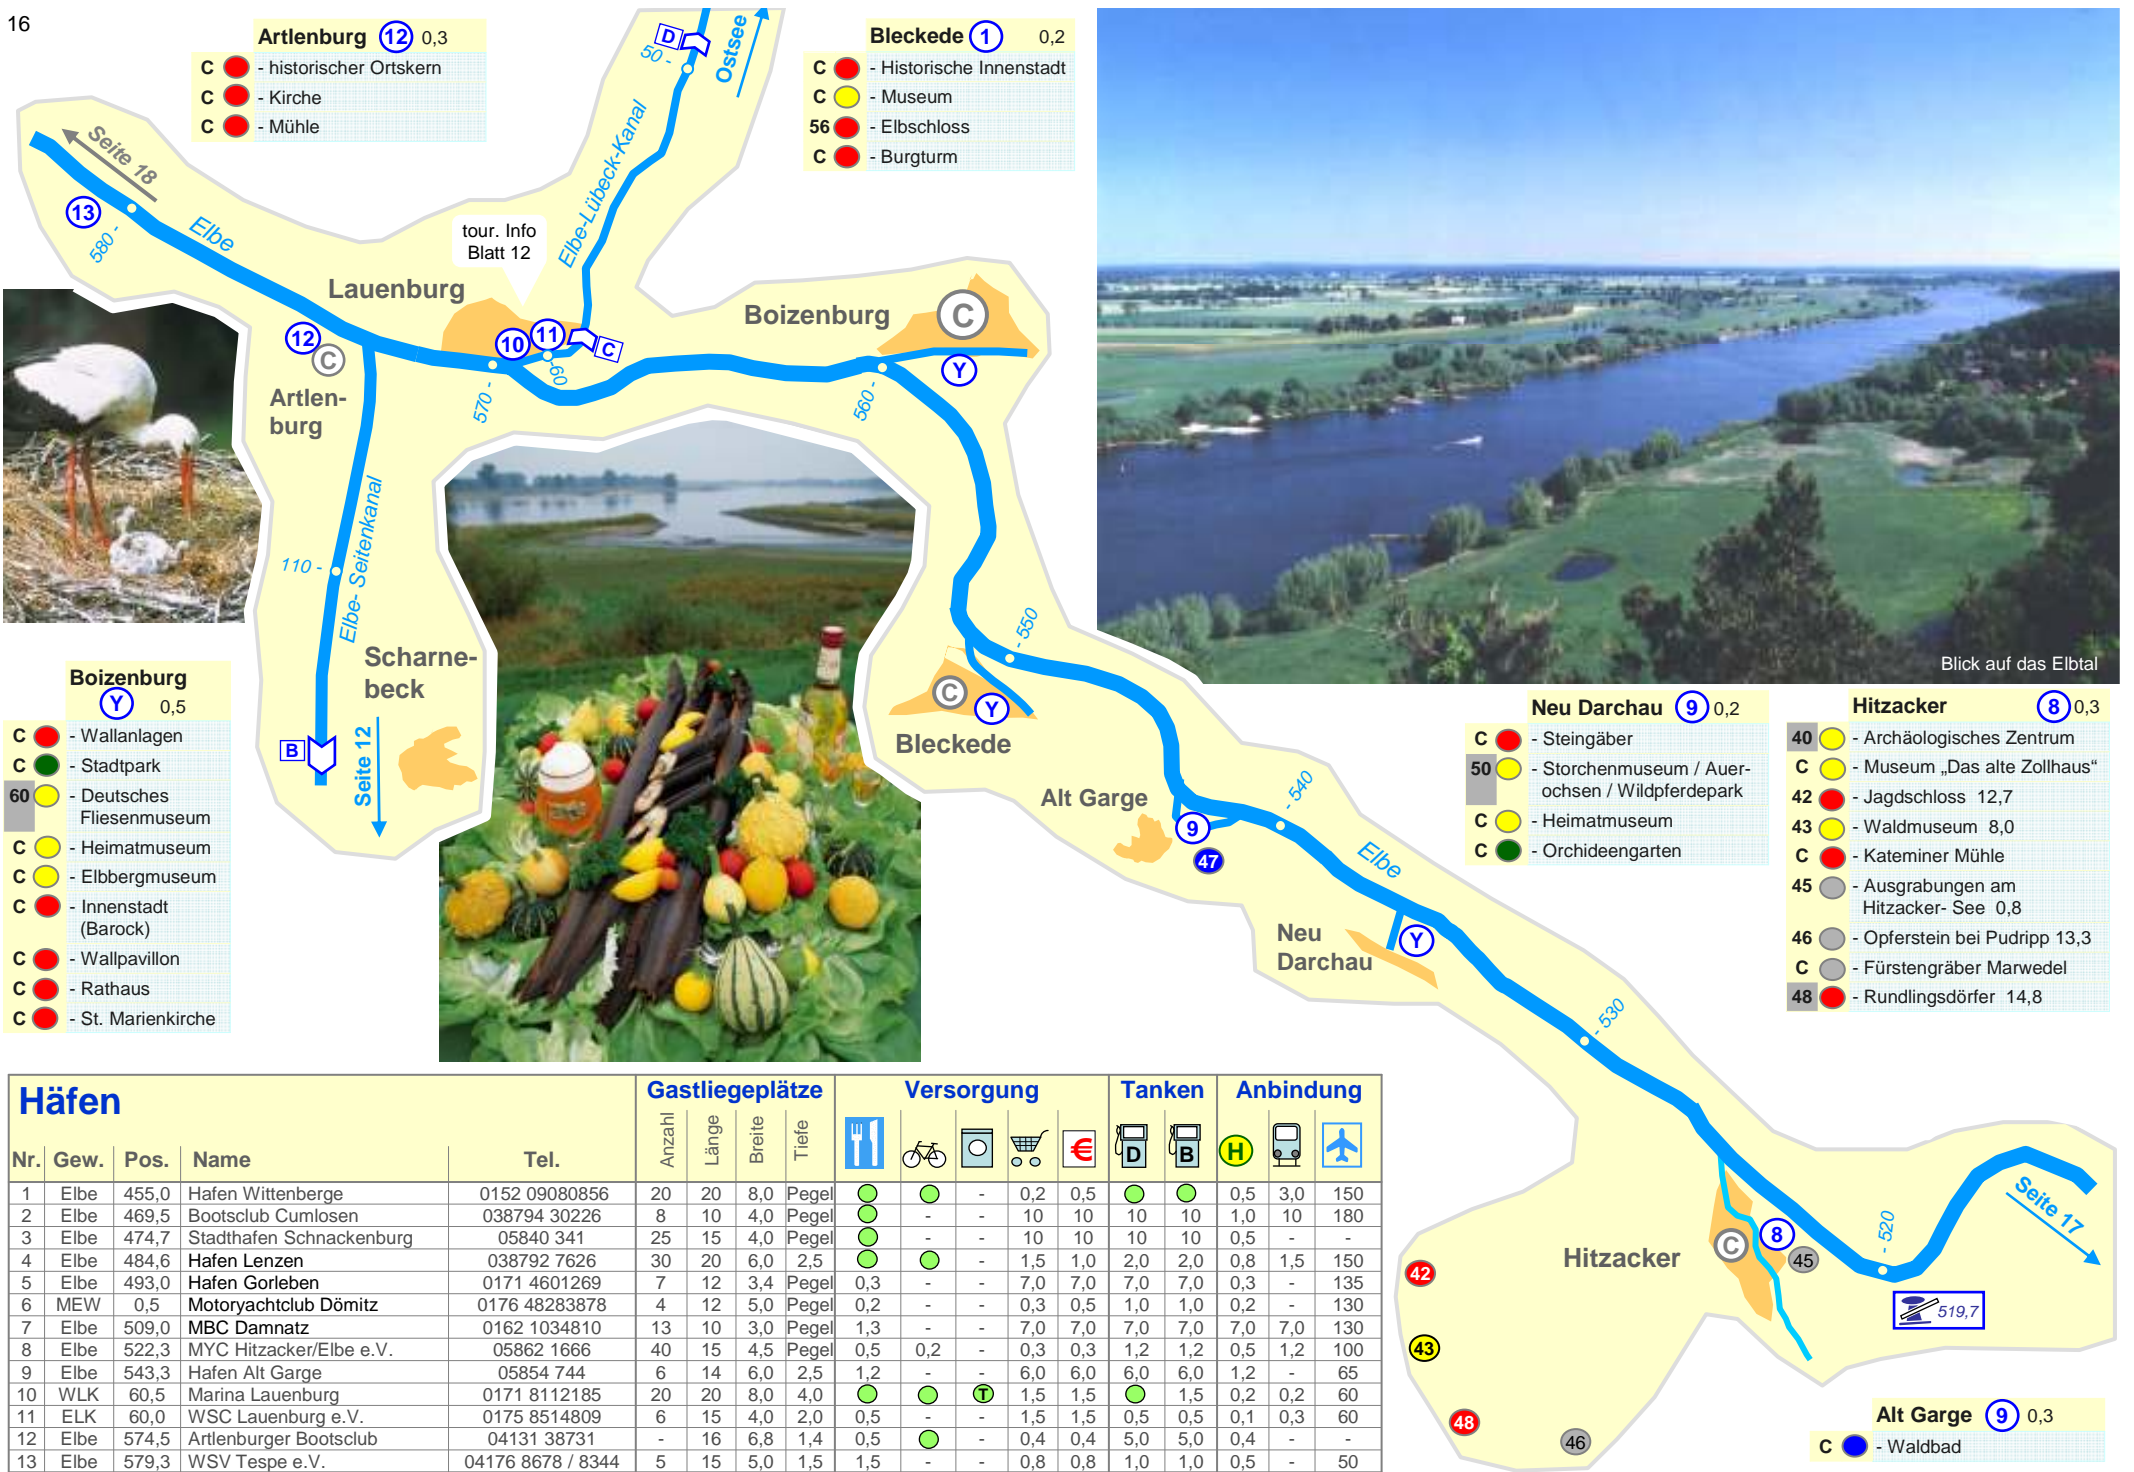 16
Artlenburg 12 0,3
C - historischer Ortskern
C - Kirche
C - Mühle
Bleckede 1 0,2
C - Historische Innenstadt
C - Museum
56 - Elbschloss
C - Burgturm
D
50 -
Ostsee
Elbe-Lübeck-Kanal
Seite 18
13
580 -
Elbe
tour. Info
Blatt 12
Lauenburg
10
11
C
60
570 -
12
C
Artlen-
burg
Boizenburg
C
Y
560 -
110 -
Elbe- Seitenkanal
Scharne-
beck
B
Seite 12
- 550
C
Y
Bleckede
Alt Garge
9
47
- 540
Elbe
Neu
Darchau
Y
- 530
Hitzacker
C
8
45
- 520
Seite 17
519,7
42
43
48
46
Blick auf das Elbtal
Boizenburg
Y 0,5
C - Wallanlagen
C - Stadtpark
60 - Deutsches
Fliesenmuseum
C - Heimatmuseum
C - Elbbergmuseum
C - Innenstadt
(Barock)
C - Wallpavillon
C - Rathaus
C - St. Marienkirche
Neu Darchau 9 0,2
C - Steingäber
50 - Storchenmuseum / Auer-
ochsen / Wildpferdepark
C - Heimatmuseum
C - Orchideengarten
Hitzacker 8 0,3
40 - Archäologisches Zentrum
C - Museum „Das alte Zollhaus“
42 - Jagdschloss 12,7
43 - Waldmuseum 8,0
C - Kateminer Mühle
45 - Ausgrabungen am
Hitzacker- See 0,8
46 - Opferstein bei Pudripp 13,3
C - Fürstengräber Marwedel
48 - Rundlingsdörfer 14,8
Alt Garge 9 0,3
C - Waldbad
Häfen Gastliegeplätze Versorgung Tanken Anbindung
Nr. Gew. Pos. Name Tel. Anzahl Länge Breite Tiefe € D B H
1 Elbe 455,0 Hafen Wittenberge 0152 09080856 20 20 8,0 Pegel - 0,2 0,5 0,5 3,0 150
2 Elbe 469,5 Bootsclub Cumlosen 038794 30226 8 10 4,0 Pegel - - 10 10 10 10 1,0 10 180
3 Elbe 474,7 Stadthafen Schnackenburg 05840 341 25 15 4,0 Pegel - - 10 10 10 10 0,5 - -
4 Elbe 484,6 Hafen Lenzen 038792 7626 30 20 6,0 2,5 - 1,5 1,0 2,0 2,0 0,8 1,5 150
5 Elbe 493,0 Hafen Gorleben 0171 4601269 7 12 3,4 Pegel 0,3 - - 7,0 7,0 7,0 7,0 0,3 - 135
6 MEW 0,5 Motoryachtclub Dömitz 0176 48283878 4 12 5,0 Pegel 0,2 - - 0,3 0,5 1,0 1,0 0,2 - 130
7 Elbe 509,0 MBC Damnatz 0162 1034810 13 10 3,0 Pegel 1,3 - - 7,0 7,0 7,0 7,0 7,0 7,0 130
8 Elbe 522,3 MYC Hitzacker/Elbe e.V. 05862 1666 40 15 4,5 Pegel 0,5 0,2 - 0,3 0,3 1,2 1,2 0,5 1,2 100
9 Elbe 543,3 Hafen Alt Garge 05854 744 6 14 6,0 2,5 1,2 - - 6,0 6,0 6,0 6,0 1,2 - 65
10 WLK 60,5 Marina Lauenburg 0171 8112185 20 20 8,0 4,0 T 1,5 1,5 1,5 0,2 0,2 60
11 ELK 60,0 WSC Lauenburg e.V. 0175 8514809 6 15 4,0 2,0 0,5 - - 1,5 1,5 0,5 0,5 0,1 0,3 60
12 Elbe 574,5 Artlenburger Bootsclub 04131 38731 - 16 6,8 1,4 0,5 - 0,4 0,4 5,0 5,0 0,4 - -
13 Elbe 579,3 WSV Tespe e.V. 04176 8678 / 8344 5 15 5,0 1,5 1,5 - - 0,8 0,8 1,0 1,0 0,5 - 50